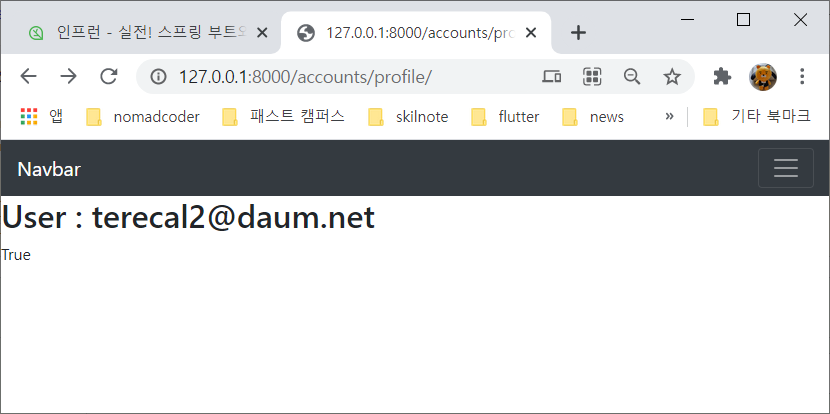 인프런 - 실전! 스프링 부트와
127.0.0.1:8000/accounts/pro
127.0.0.1:8000/accounts/profile/
앱 nomadcoder 패스트 캠퍼스 skilnote flutter news » 기타 북마크
Navbar
User : terecal2@daum.net
True